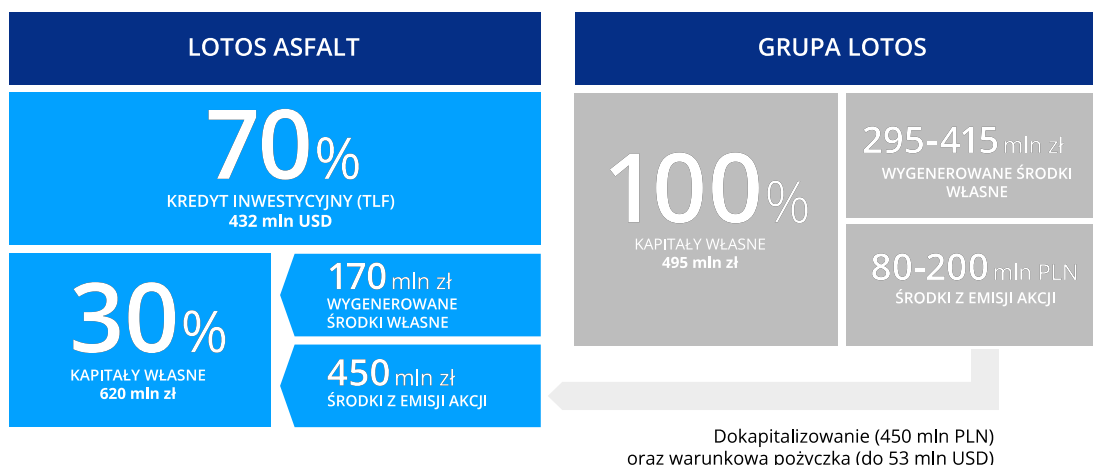 LOTOS ASFALT
70%
KREDYT INWESTYCYJNY (TLF)
432 mln USD
30%
KAPITAŁY WŁASNE
620 mln zł
170 mln zł
WYGENEROWANE
ŚRODKI WŁASNE
450 mln zł
ŚRODKI Z EMISJI AKCJI
GRUPA LOTOS
100%
KAPITAŁY WŁASNE
495 mln zł
295-415 mln zł
WYGENEROWANE ŚRODKI
WŁASNE
80-200 mln PLN
ŚRODKI Z EMISJI AKCJI
Dokapitalizowanie (450 mln PLN)
oraz warunkowa pożyczka (do 53 mln USD)